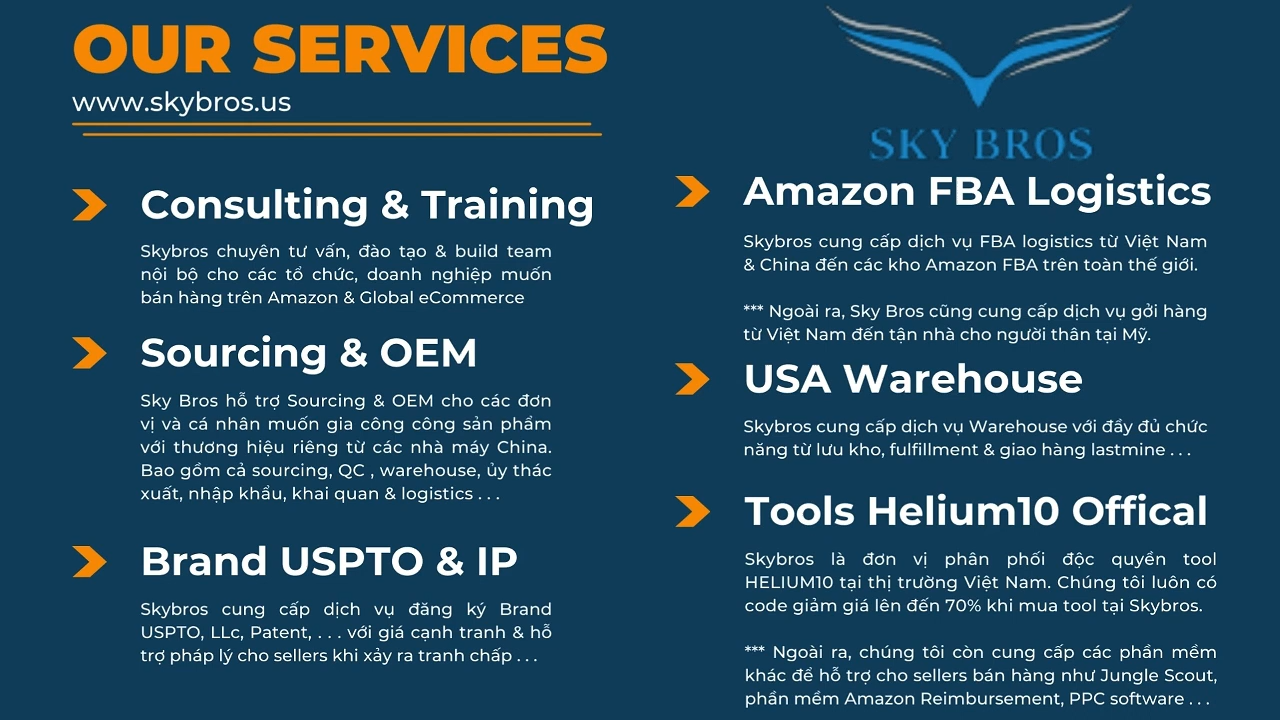 OUR SERVICES
www.skybros.us
SKY BROS
Consulting & Training
Skybros chuyên tư vấn, đào tạo & build team
nội bộ cho các tổ chức, doanh nghiệp muốn
bán hàng trên Amazon & Global eCommerce
Sourcing & OEM
Sky Bros hỗ trợ Sourcing & OEM cho các đơn
vị và cá nhân muốn gia công công sản phẩm
với thương hiệu riêng từ các nhà máy China.
Bao gồm cả sourcing, QC , warehouse, ủy thác
xuất, nhập khẩu, khai quan & logistics . . .
Brand USPTO & IP
Skybros cung cấp dịch vụ đăng ký Brand
USPTO, LLc, Patent, . . . với giá cạnh tranh & hỗ
trợ pháp lý cho sellers khi xảy ra tranh chấp . . .
Amazon FBA Logistics
Skybros cung cấp dịch vụ FBA logistics từ Việt Nam
& China đến các kho Amazon FBA trên toàn thế giới.
*** Ngoài ra, Sky Bros cũng cung cấp dịch vụ gởi hàng
từ Việt Nam đến tận nhà cho người thân tại Mỹ.
USA Warehouse
Skybros cung cấp dịch vụ Warehouse với đầy đủ chức
năng từ lưu kho, fulfillment & giao hàng lastmine . . .
Tools Helium10 Offical
Skybros là đơn vị phân phối độc quyền tool
HELIUM10 tại thị trường Việt Nam. Chúng tôi luôn có
code giảm giá lên đến 70% khi mua tool tại Skybros.
*** Ngoài ra, chúng tôi còn cung cấp các phần mềm
khác để hỗ trợ cho sellers bán hàng như Jungle Scout,
phần mềm Amazon Reimbursement, PPC software . . .